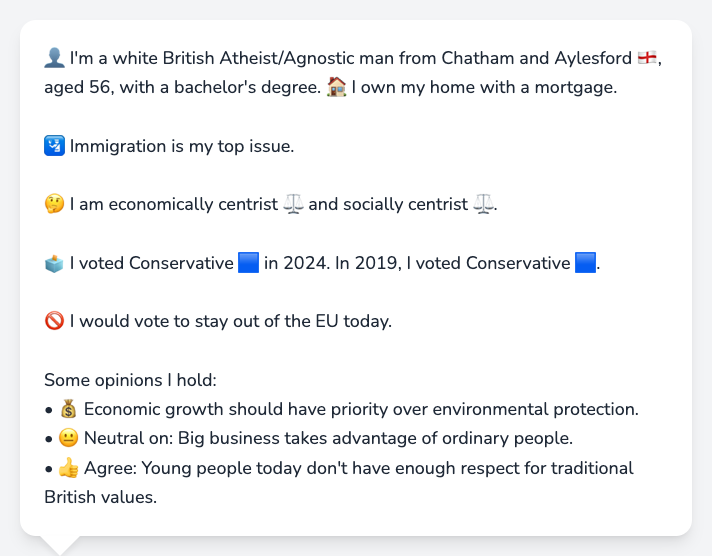 👤 I'm a white British Atheist/Agnostic man from Chatham and Aylesford 🏴󠁧󠁢󠁥󠁮󠁧󠁿,
aged 56, with a bachelor's degree. 🏠 I own my home with a mortgage.
🛂 Immigration is my top issue.
🤔 I am economically centrist ⚖️ and socially centrist ⚖️.
🗳️ I voted Conservative 🟦 in 2024. In 2019, I voted Conservative 🟦.
🚫 I would vote to stay out of the EU today.
Some opinions I hold:
• 💰 Economic growth should have priority over environmental protection.
• 😐 Neutral on: Big business takes advantage of ordinary people.
• 👍 Agree: Young people today don't have enough respect for traditional
British values.